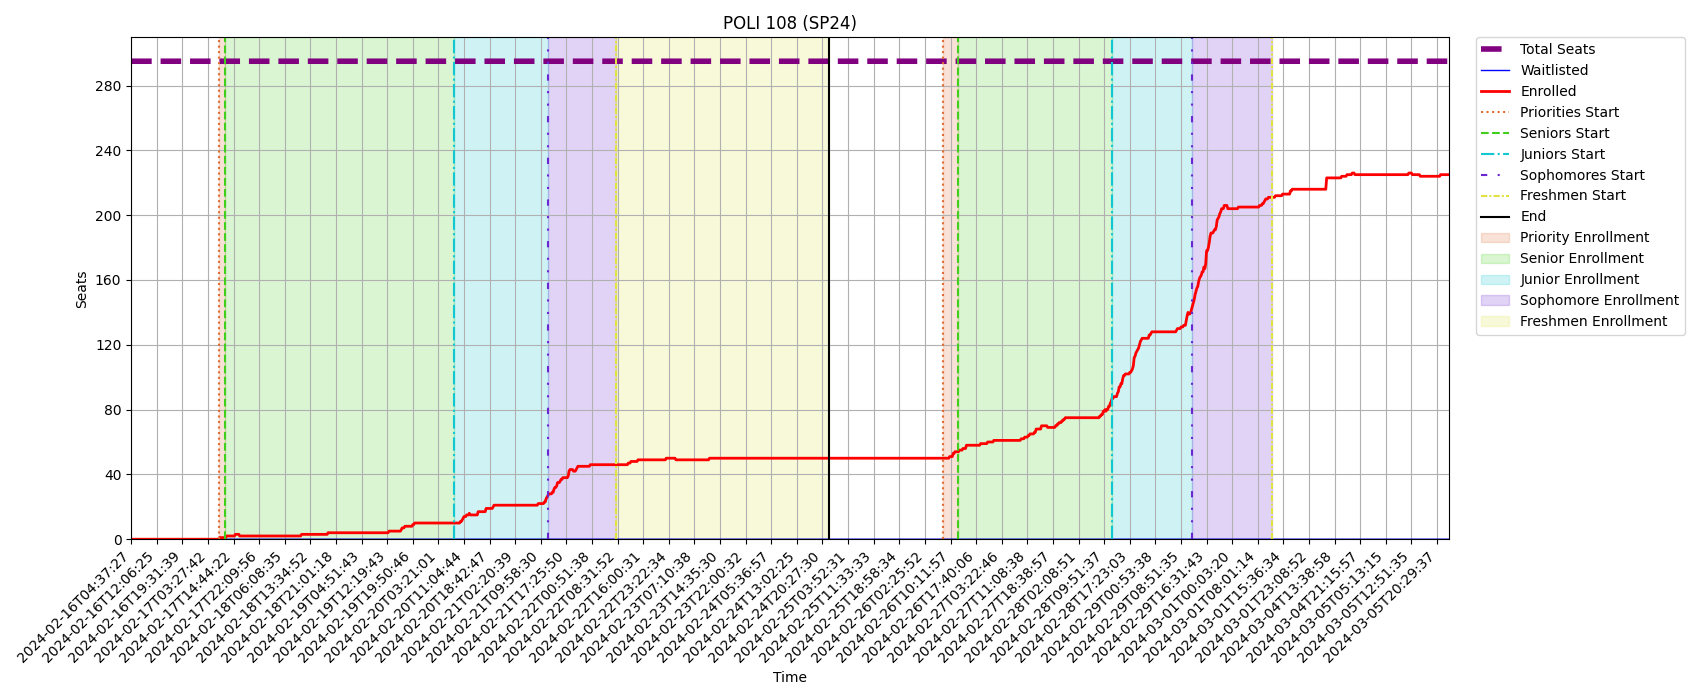 POLI 108 (SP24)
Seats
280
240
200
160
120
80
40
0
2024-02-16T04:37:27
2024-02-16T12:06:25
2024-02-16T19:31:39
2024-02-17T03:27:42
2024-02-17T14:44:22
2024-02-17T22:09:56
2024-02-18T06:08:35
2024-02-18T13:34:52
2024-02-18T21:01:18
2024-02-19T04:51:43
2024-02-19T12:19:43
2024-02-19T19:50:46
2024-02-20T03:21:01
2024-02-20T11:04:44
2024-02-20T18:42:47
2024-02-21T02:20:39
2024-02-21T09:58:30
2024-02-21T17:25:50
2024-02-22T00:51:38
2024-02-22T08:31:52
2024-02-22T16:00:31
2024-02-22T23:22:34
2024-02-23T07:10:38
2024-02-23T14:35:30
2024-02-23T22:00:32
2024-02-24T05:36:57
2024-02-24T13:02:25
2024-02-24T20:27:30
2024-02-25T03:52:31
2024-02-25T11:33:33
2024-02-25T18:58:34
2024-02-26T02:25:52
2024-02-26T10:11:57
2024-02-26T17:40:06
2024-02-27T03:22:46
2024-02-27T11:08:38
2024-02-27T18:38:57
2024-02-28T02:08:51
2024-02-28T09:51:37
2024-02-28T17:23:03
2024-02-29T00:53:38
2024-02-29T08:51:35
2024-02-29T16:31:43
2024-03-01T00:03:20
2024-03-01T08:01:14
2024-03-01T15:36:34
2024-03-01T23:08:52
2024-03-04T13:38:58
2024-03-04T21:15:57
2024-03-05T05:13:15
2024-03-05T12:51:35
2024-03-05T20:29:37
Time
Total Seats
Waitlisted
Enrolled
Priorities Start
Seniors Start
Juniors Start
Sophomores Start
Freshmen Start
End
Priority Enrollment
Senior Enrollment
Junior Enrollment
Sophomore Enrollment
Freshmen Enrollment